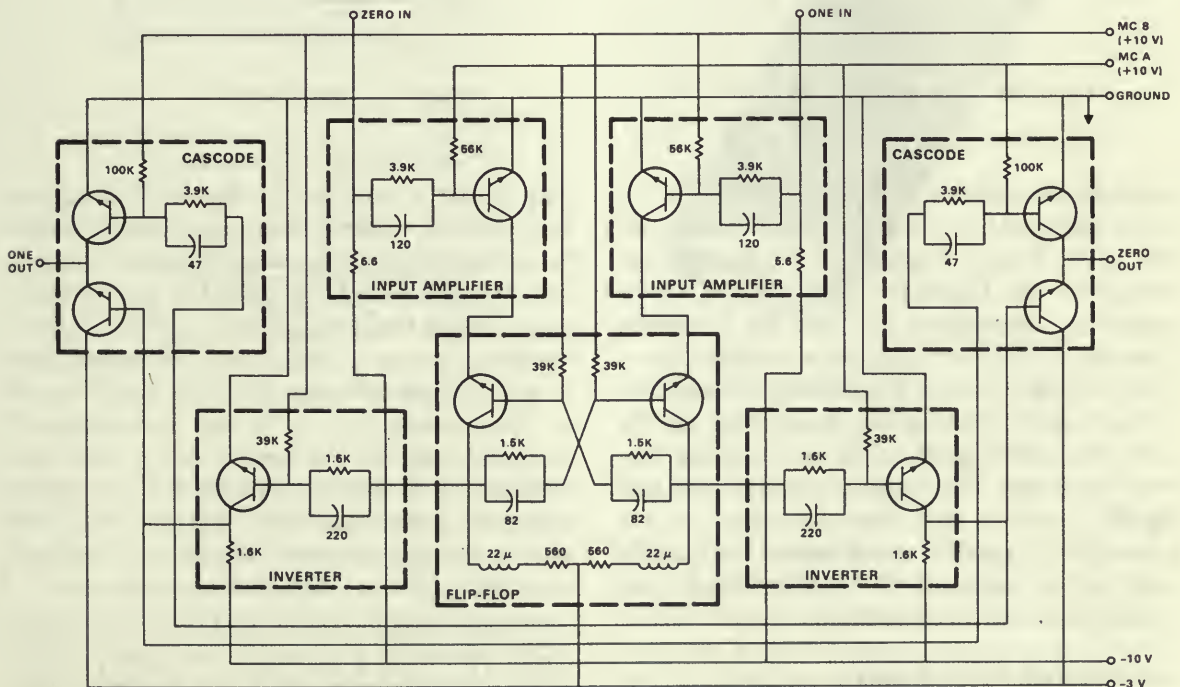 ZERO IN
ONE IN
MC B
(+10 V)
MC A
(+10 V)
GROUND
CASCODE
100K
3.9K
47
ONE
OUT
56K
3.9K
120
5.6
INPUT AMPLIFIER
56K
3.9K
120
5.6
INPUT AMPLIFIER
CASCODE
100K
3.9K
47
ZERO
OUT
39K
39K
39K
1.5K
220
1.6K
INVERTER
1.5K
82
1.5K
82
22 μ
560
560
22 μ
FLIP-FLOP
39K
1.6K
220
1.6K
INVERTER
-10 V
-3 V